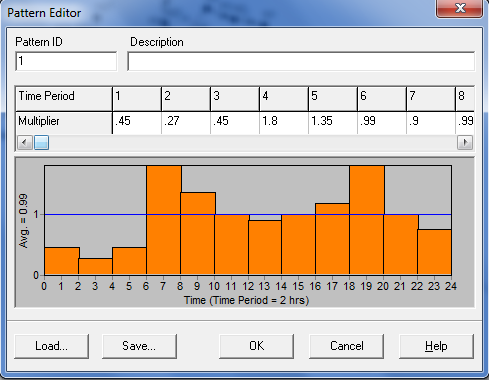 Pattern Editor
Pattern ID Description
1
Time Period 1 2 3 4 5 6 7 8
Multiplier .45 .27 .45 1.8 1.35 .99 .9 .99
Avg. = 0.99
1
0
0 1 2 3 4 5 6 7 8 9 10 11 12 13 14 15 16 17 18 19 20 21 22 23 24
Time (Time Period = 2 hrs)
Load... Save... OK Cancel Help